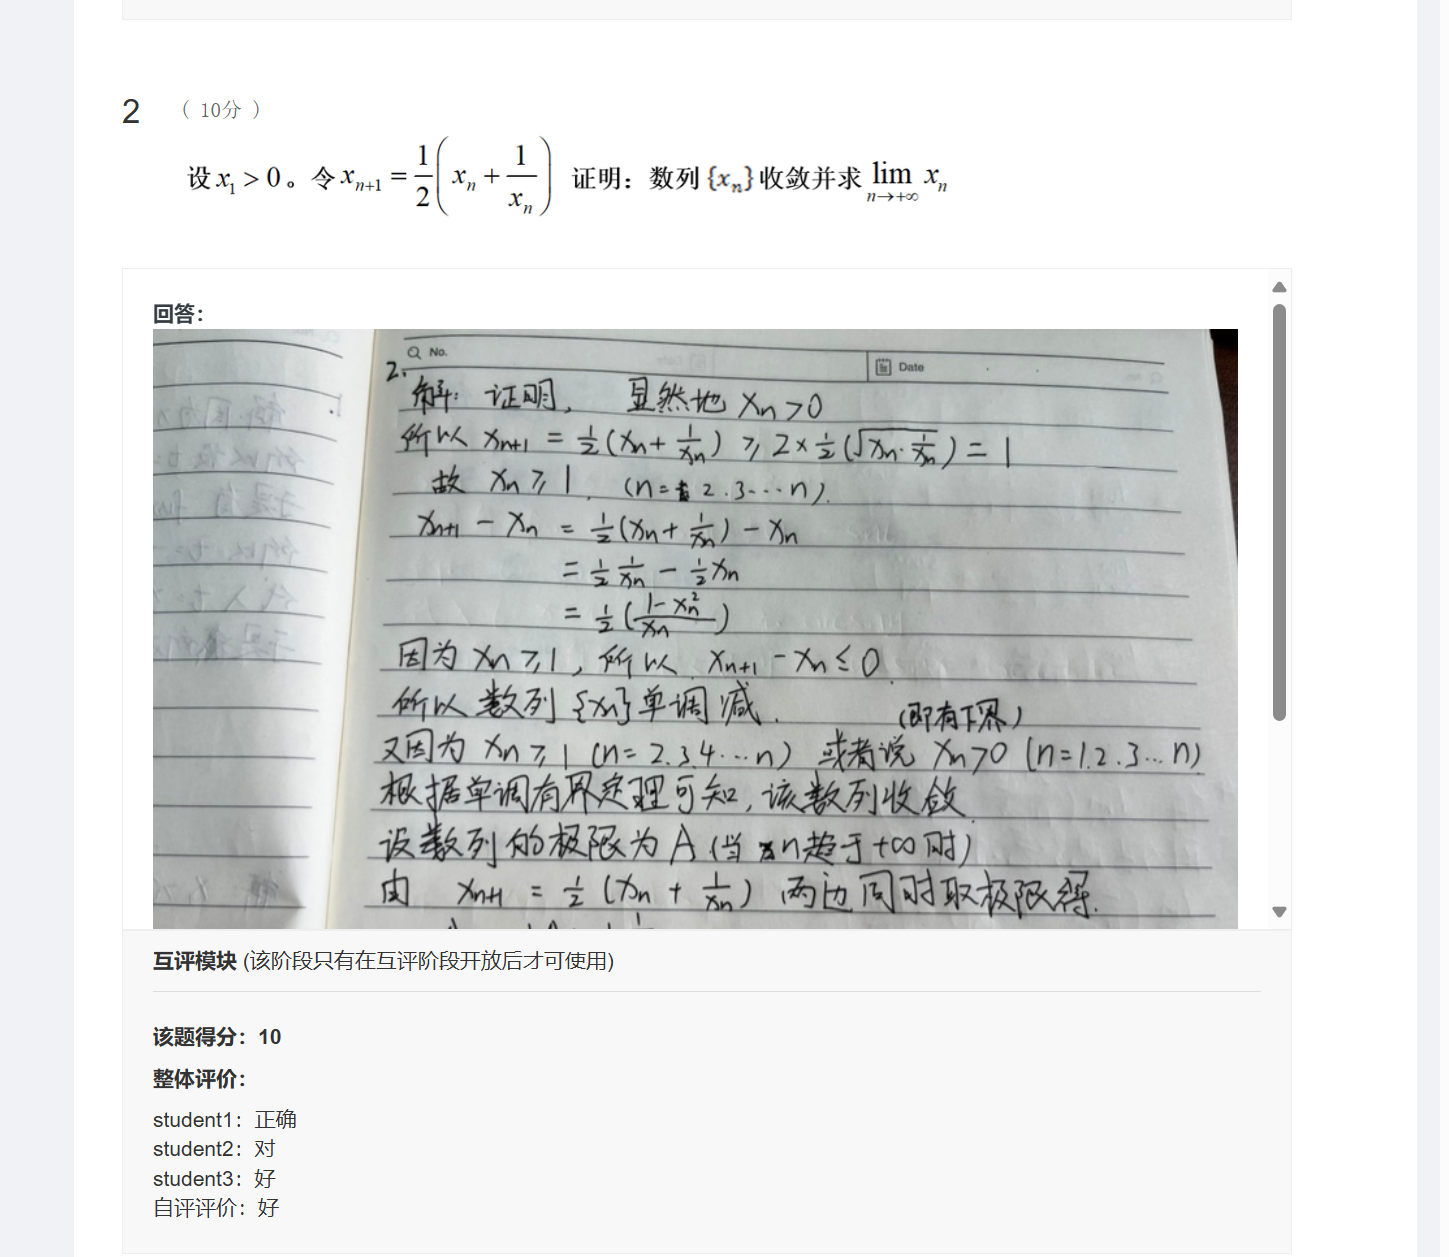 2 （ 10分 ）
设 x₁ > 0。令 xₙ₊₁ = 1/2 ( xₙ + 1/xₙ ) 证明：数列 {xₙ} 收敛并求 lim n→+∞ xₙ
回答：
No.
Date
2.
解: 证明, 显然地 xₙ>0
所以 xₙ₊₁ = 1/2 (xₙ + 1/xₙ) ≥ 2×1/2 (√(xₙ·1/xₙ)) = 1
故 xₙ ≥ 1. (n= 2.3…n).
xₙ₊₁ - xₙ = 1/2 (xₙ + 1/xₙ) - xₙ
= 1/2 1/xₙ - 1/2 xₙ
= 1/2 ((1-xₙ²)/xₙ)
因为 xₙ ≥ 1, 所以 xₙ₊₁ - xₙ ≤ 0.
所以数列 {xₙ} 单调减. (即有下界)
又因为 xₙ ≥ 1 (n= 2.3.4…n) 或者说 xₙ>0 (n=1.2.3…n)
根据单调有界定理可知, 该数列收敛.
设数列的极限为 A (当 n趋于+∞时)
由 xₙ₊₁ = 1/2 (xₙ + 1/xₙ) 两边同时取极限得.
互评模块 (该阶段只有在互评阶段开放后才可使用)
该题得分：10
整体评价：
student1：正确
student2：对
student3：好
自评评价：好